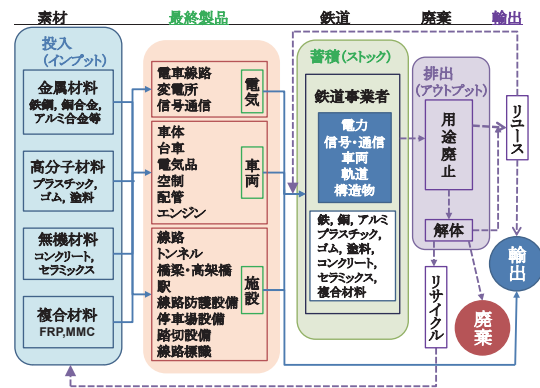 素材
最終製品
鉄道
廃棄
輸出
投入
(インプット)
金属材料
鉄鋼, 銅合金,
アルミ合金等
高分子材料
プラスチック,
ゴム, 塗料
無機材料
コンクリート,
セラミックス
複合材料
FRP,MMC
電車線路
変電所
信号通信
電気
車体
台車
電気品
空制
配管
エンジン
車両
線路
トンネル
橋梁・高架橋
駅
線路防護設備
停車場設備
踏切設備
線路標識
施設
蓄積(ストック)
鉄道事業者
電力
信号・通信
車両
軌道
構造物
鉄, 銅, アルミ
プラスチック,
ゴム, 塗料,
コンクリート,
セラミックス,
複合材料
排出
(アウトプット)
用途廃止
解体
リサイクル
廃棄
リユース
輸出